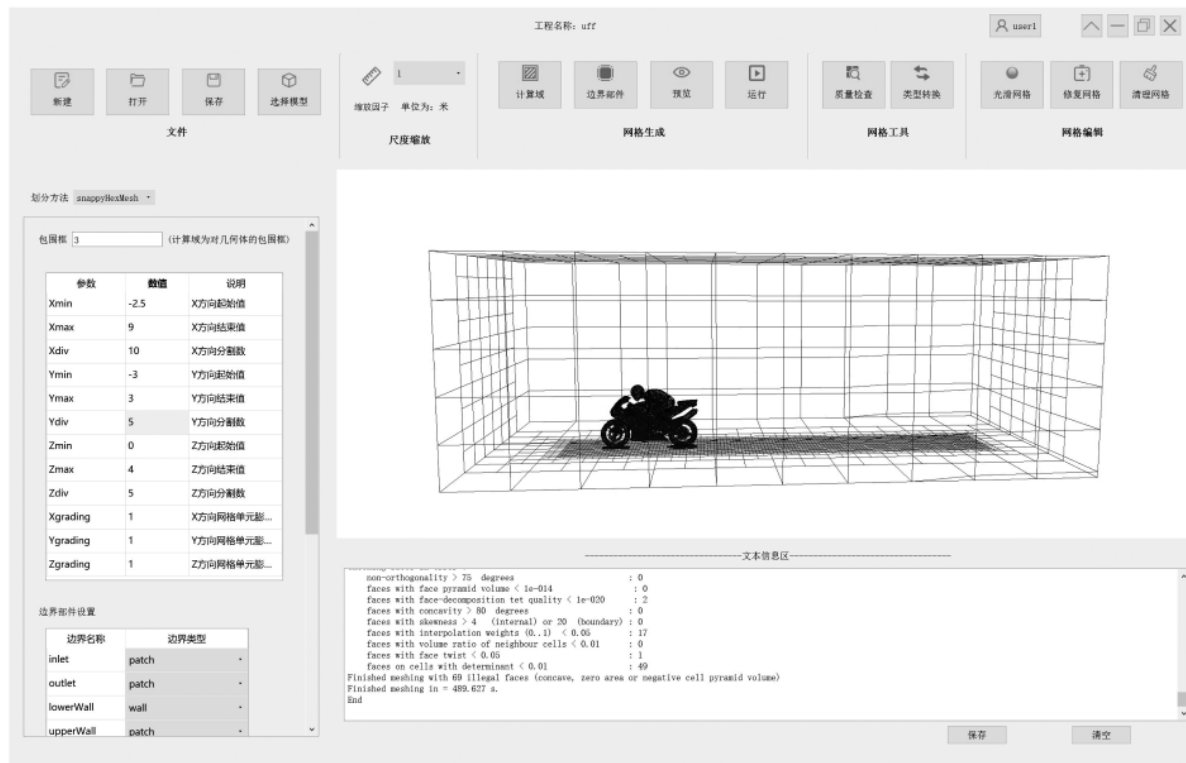 工程名称: uff
user1
新建 打开 保存 选择模型
文件
1
缩放因子 单位为: 米
尺度缩放
计算域 边界部件 预览 运行
网格生成
质量检查 类型转换
网格工具
光滑网格 修复网格 清理网格
网格编辑
划分方法 snappyHexMesh
包围框 3 (计算域为对几何体的包围框)
参数 数值 说明
Xmin -2.5 X方向起始值
Xmax 9 X方向结束值
Xdiv 10 X方向分割数
Ymin -3 Y方向起始值
Ymax 3 Y方向结束值
Ydiv 5 Y方向分割数
Zmin 0 Z方向起始值
Zmax 4 Z方向结束值
Zdiv 5 Z方向分割数
Xgrading 1 X方向网格单元膨...
Ygrading 1 Y方向网格单元膨...
Zgrading 1 Z方向网格单元膨...
边界部件设置
边界名称 边界类型
inlet patch
outlet patch
lowerWall wall
upperWall patch
文本信息区
non-orthogonality > 75 degrees : 0
faces with face pyramid volume < 1e-014 : 0
faces with face-decomposition tet quality < 1e-020 : 2
faces with concavity > 80 degrees : 0
faces with skewness > 4 (internal) or 20 (boundary) : 0
faces with interpolation weights (0..1) < 0.05 : 17
faces with volume ratio of neighbour cells < 0.01 : 0
faces with face twist < 0.05 : 1
faces on cells with determinant < 0.01 : 49
Finished meshing with 69 illegal faces (concave, zero area or negative cell pyramid volume)
Finished meshing in = 489.627 s.
End
保存 清空